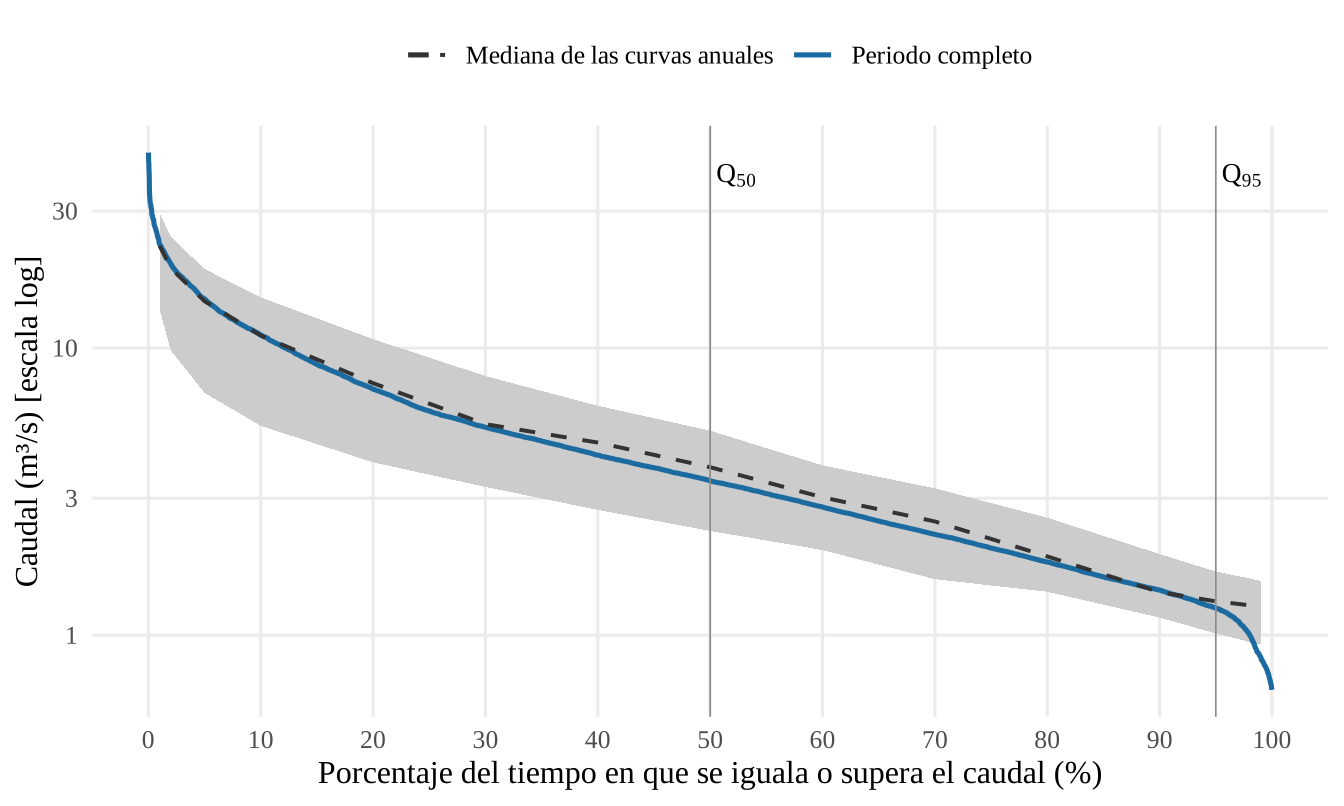 Mediana de las curvas anuales Periodo completo
Q₅₀ Q₉₅
30
10
3
1
Caudal (m³/s) [escala log]
0 10 20 30 40 50 60 70 80 90 100
Porcentaje del tiempo en que se iguala o supera el caudal (%)